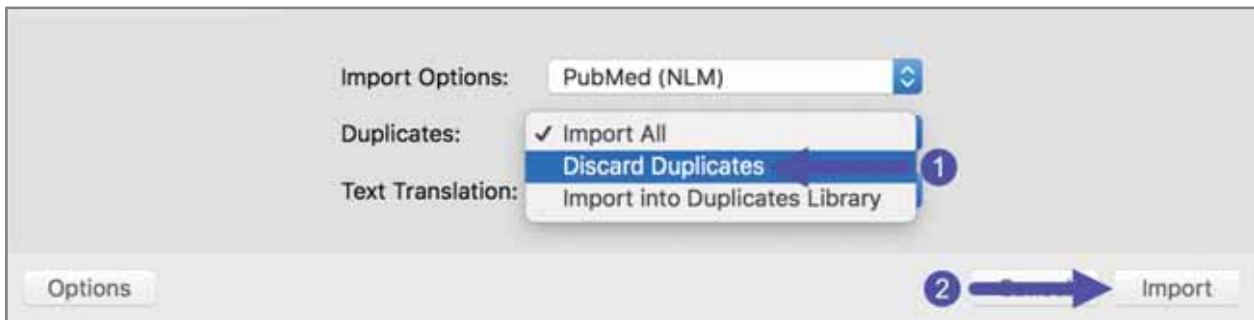 Import Options: PubMed (NLM)
Duplicates: ✓ Import All
Discard Duplicates 1
Text Translation: Import into Duplicates Library
Options 2 Import